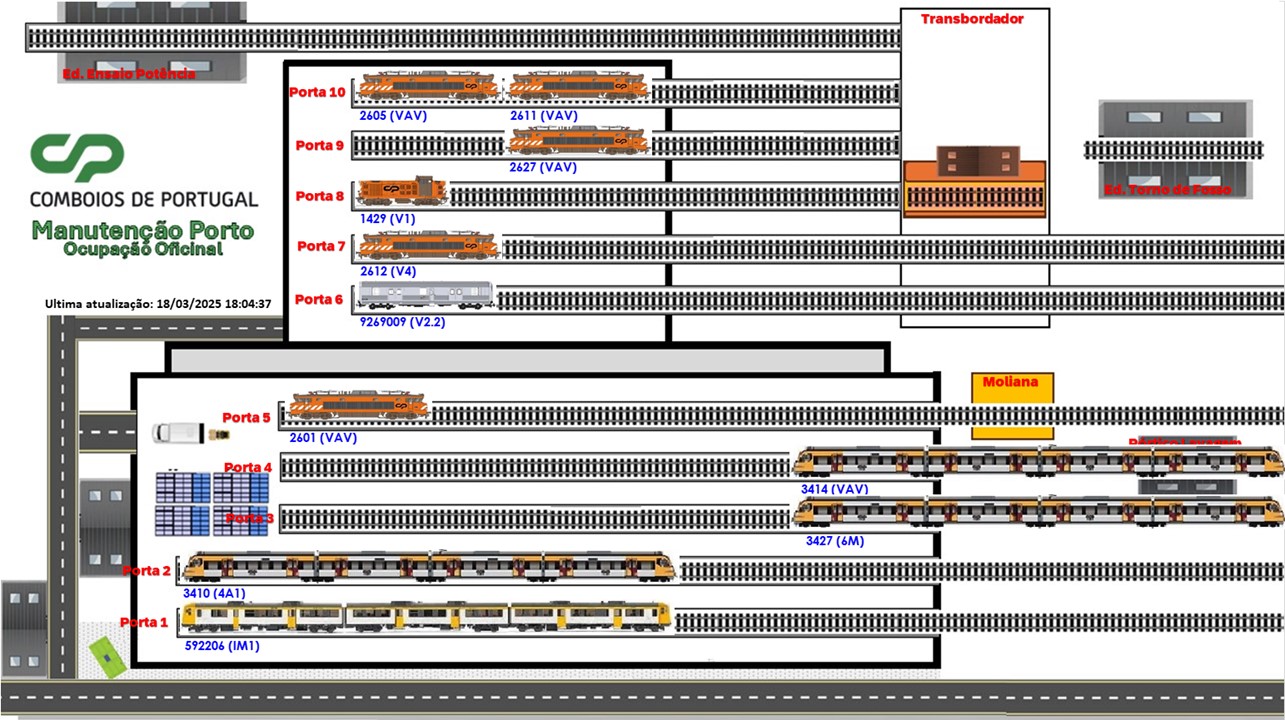 Transbordador
Ed. Ensaio Potência
Porta 10
2605 (VAV)
2611 (VAV)
Porta 9
2627 (VAV)
COMBOIOS DE PORTUGAL
Manutenção Porto
Ocupação Oficinal
Porta 8
1429 (V1)
Ed. Torno de Fosso
Porta 7
2612 (V4)
Porta 6
9269009 (V2.2)
Ultima atualização: 18/03/2025 18:04:37
Moliana
Porta 5
2601 (VAV)
Porta 4
3414 (VAV)
Porta 3
3427 (6M)
Porta 2
3410 (4A1)
Porta 1
592206 (IM1)